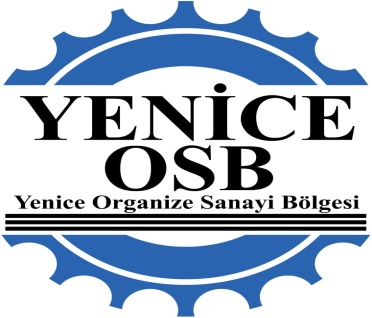 YENİCE
OSB
Yenice Organize Sanayi Bölgesi